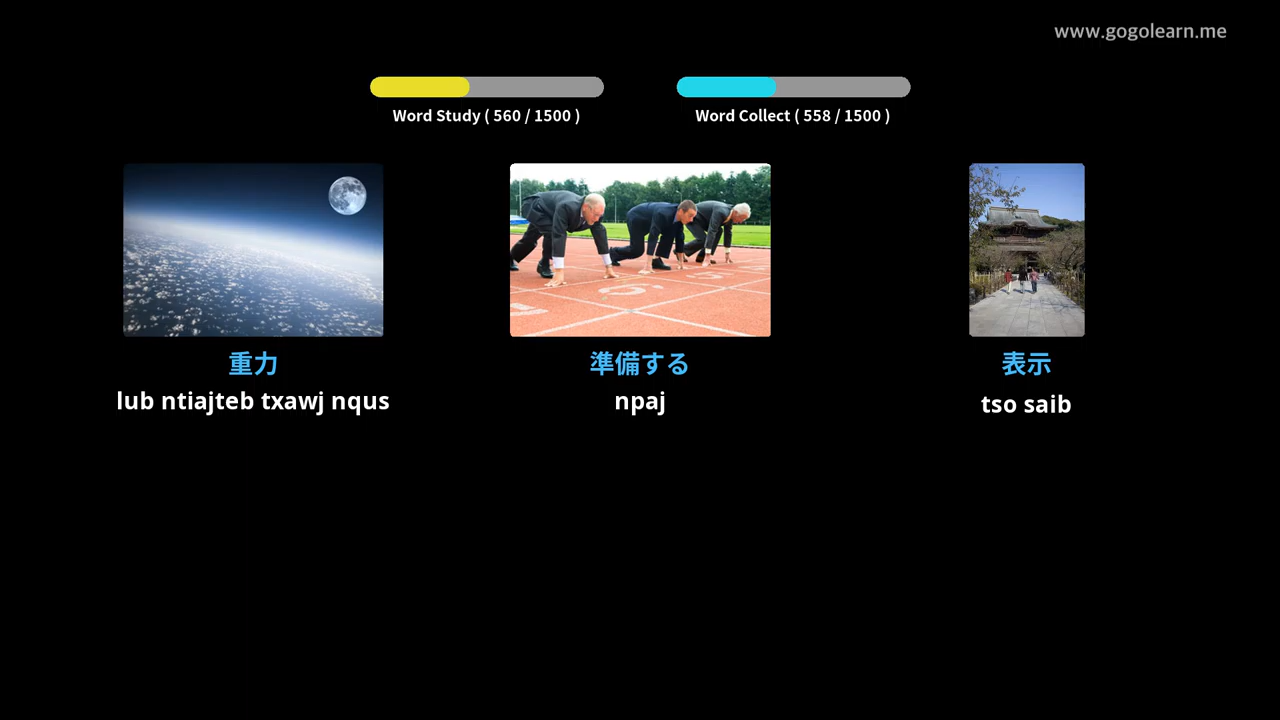 www.gogolearn.me
Word Study ( 560 / 1500 )
Word Collect ( 558 / 1500 )
重力
lub ntiajteb txawj nqus
準備する
npaj
表示
tso saib